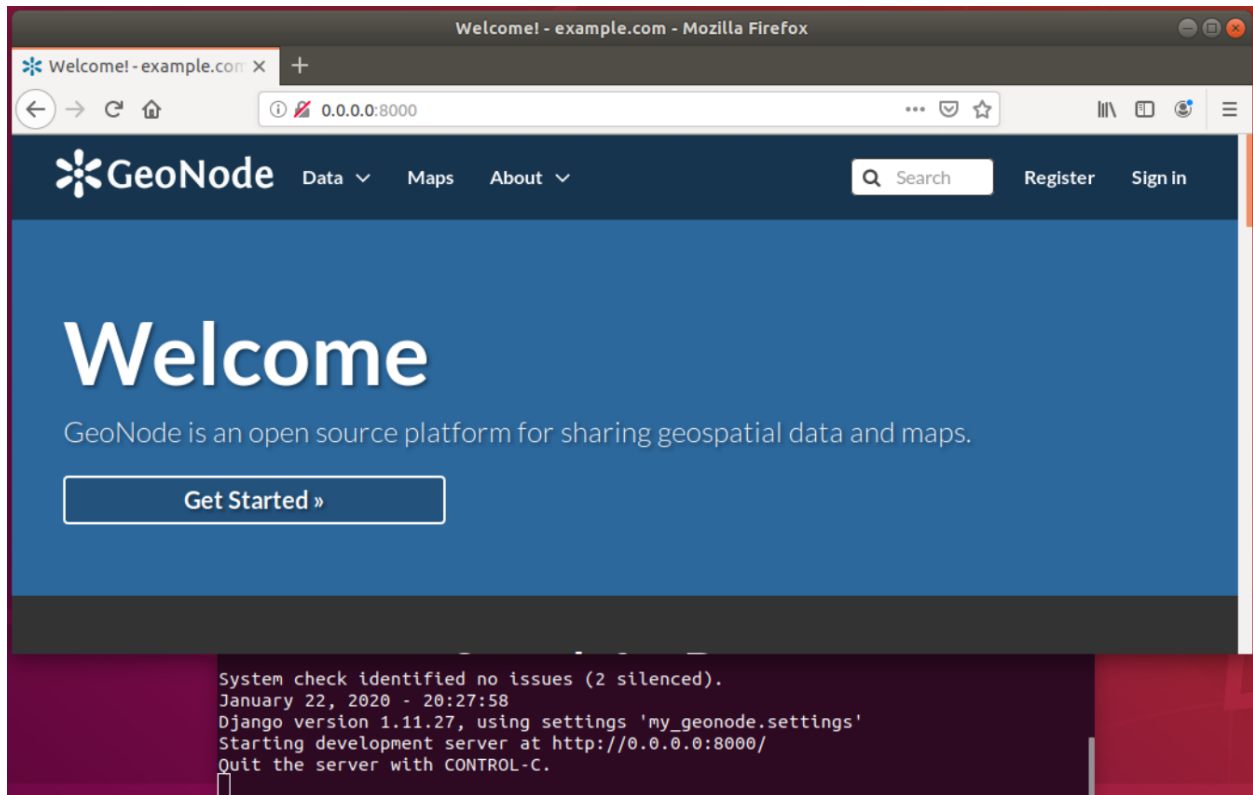 Welcome! - example.com - Mozilla Firefox
Welcome! - example.com
0.0.0.0:8000
GeoNode Data Maps About Search Register Sign in
Welcome
GeoNode is an open source platform for sharing geospatial data and maps.
Get Started »
System check identified no issues (2 silenced).
January 22, 2020 - 20:27:58
Django version 1.11.27, using settings 'my_geonode.settings'
Starting development server at http://0.0.0.0:8000/
Quit the server with CONTROL-C.